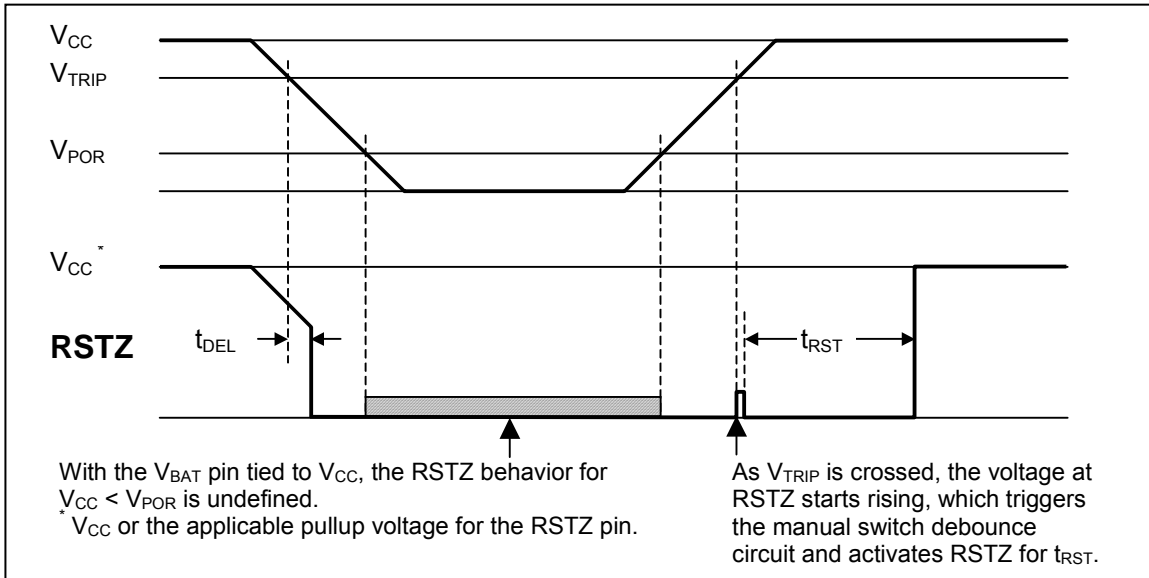 VCC
VTRIP
VPOR
VCC *
RSTZ
tDEL
tRST
With the VBAT pin tied to VCC, the RSTZ behavior for
VCC < VPOR is undefined.
* VCC or the applicable pullup voltage for the RSTZ pin.
As VTRIP is crossed, the voltage at
RSTZ starts rising, which triggers
the manual switch debounce
circuit and activates RSTZ for tRST.